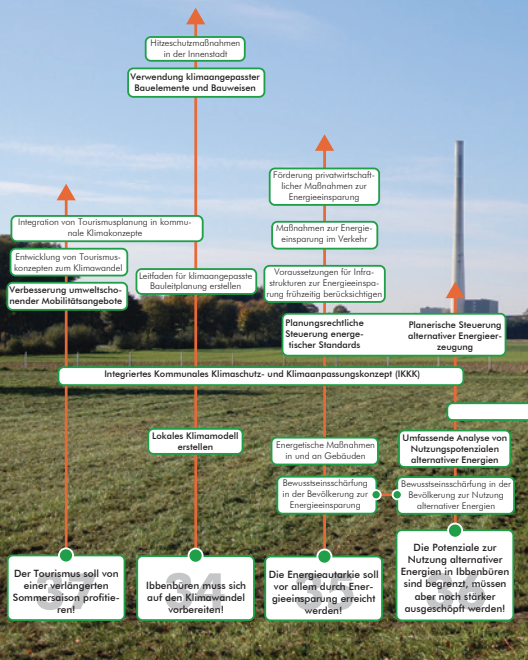 Hitzeschutzmaßnahmen
in der Innenstadt
Verwendung klimaangepasster
Bauelemente und Bauweisen
Förderung privatwirtschaft-
licher Maßnahmen zur
Energieeinsparung
Integration von Tourismusplanung in kommu-
nale Klimakonzepte
Maßnahmen zur Energie-
einsparung im Verkehr
Entwicklung von Tourismus-
konzepten zum Klimawandel
Leitfaden für klimaangepasste
Bauleitplanung erstellen
Voraussetzungen für Infra-
strukturen zur Energieeinspa-
rung frühzeitig berücksichtigen
Verbesserung umweltscho-
nender Mobilitätsangebote
Planungsrechtliche
Steuerung energe-
tischer Standards
Planerische Steuerung
alternativer Energieer-
zeugung
Integriertes Kommunales Klimaschutz- und Klimaanpassungskonzept (IKKK)
Lokales Klimamodell
erstellen
Energetische Maßnahmen
in und an Gebäuden
Umfassende Analyse von
Nutzungspotenzialen
alternativer Energien
Bewusstseinsschärfung
in der Bevölkerung zur
Energieeinsparung
Bewusstseinsschärfung in der
Bevölkerung zur Nutzung
alternativer Energien
37
Der Tourismus soll von
einer verlängerten
Sommersaison profitie-
ren!
34
Ibbenbüren muss sich
auf den Klimawandel
vorbereiten!
35
Die Energieautarkie soll
vor allem durch Ener-
gieeinsparung erreicht
werden!
Die Potenziale zur
Nutzung alternativer
Energien in Ibbenbüren
sind begrenzt, müssen
aber noch stärker
ausgeschöpft werden!